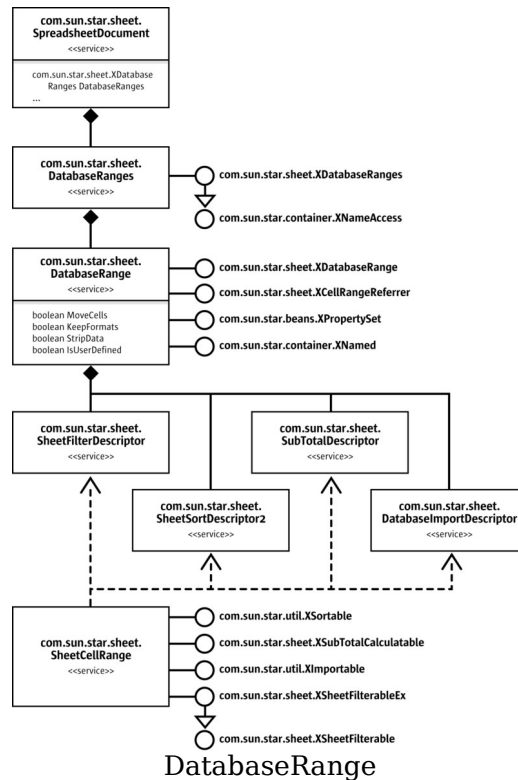 com.sun.star.sheet.
SpreadsheetDocument
<<service>>
com.sun.star.sheet.XDatabase
Ranges DatabaseRanges
...
com.sun.star.sheet.
DatabaseRanges
<<service>>
com.sun.star.sheet.XDatabaseRanges
com.sun.star.container.XNameAccess
com.sun.star.sheet.
DatabaseRange
<<service>>
boolean MoveCells
boolean KeepFormats
boolean StripData
boolean IsUserDefined
com.sun.star.sheet.XDatabaseRange
com.sun.star.sheet.XCellRangeReferrer
com.sun.star.beans.XPropertySet
com.sun.star.container.XNamed
com.sun.star.sheet.
SheetFilterDescriptor
<<service>>
com.sun.star.sheet.
SubTotalDescriptor
<<service>>
com.sun.star.sheet.
SheetSortDescriptor2
<<service>>
com.sun.star.sheet.
DatabaseImportDescriptor
<<service>>
com.sun.star.sheet.
SheetCellRange
<<service>>
com.sun.star.util.XSortable
com.sun.star.sheet.XSubTotalCalculatable
com.sun.star.util.XImportable
com.sun.star.sheet.XSheetFilterableEx
com.sun.star.sheet.XSheetFilterable
DatabaseRange